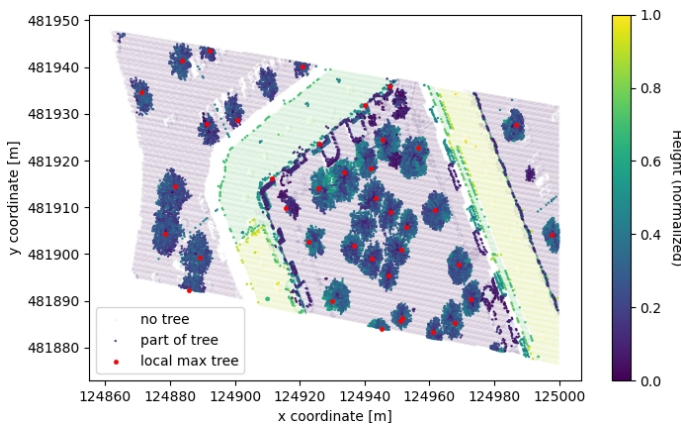 481950
481940
481930
481920
481910
481900
481890
481880
y coordinate [m]
no tree
part of tree
local max tree
124860 124880 124900 124920 124940 124960 124980 125000
x coordinate [m]
1.0
0.8
0.6
0.4
0.2
0.0
Height (normalized)